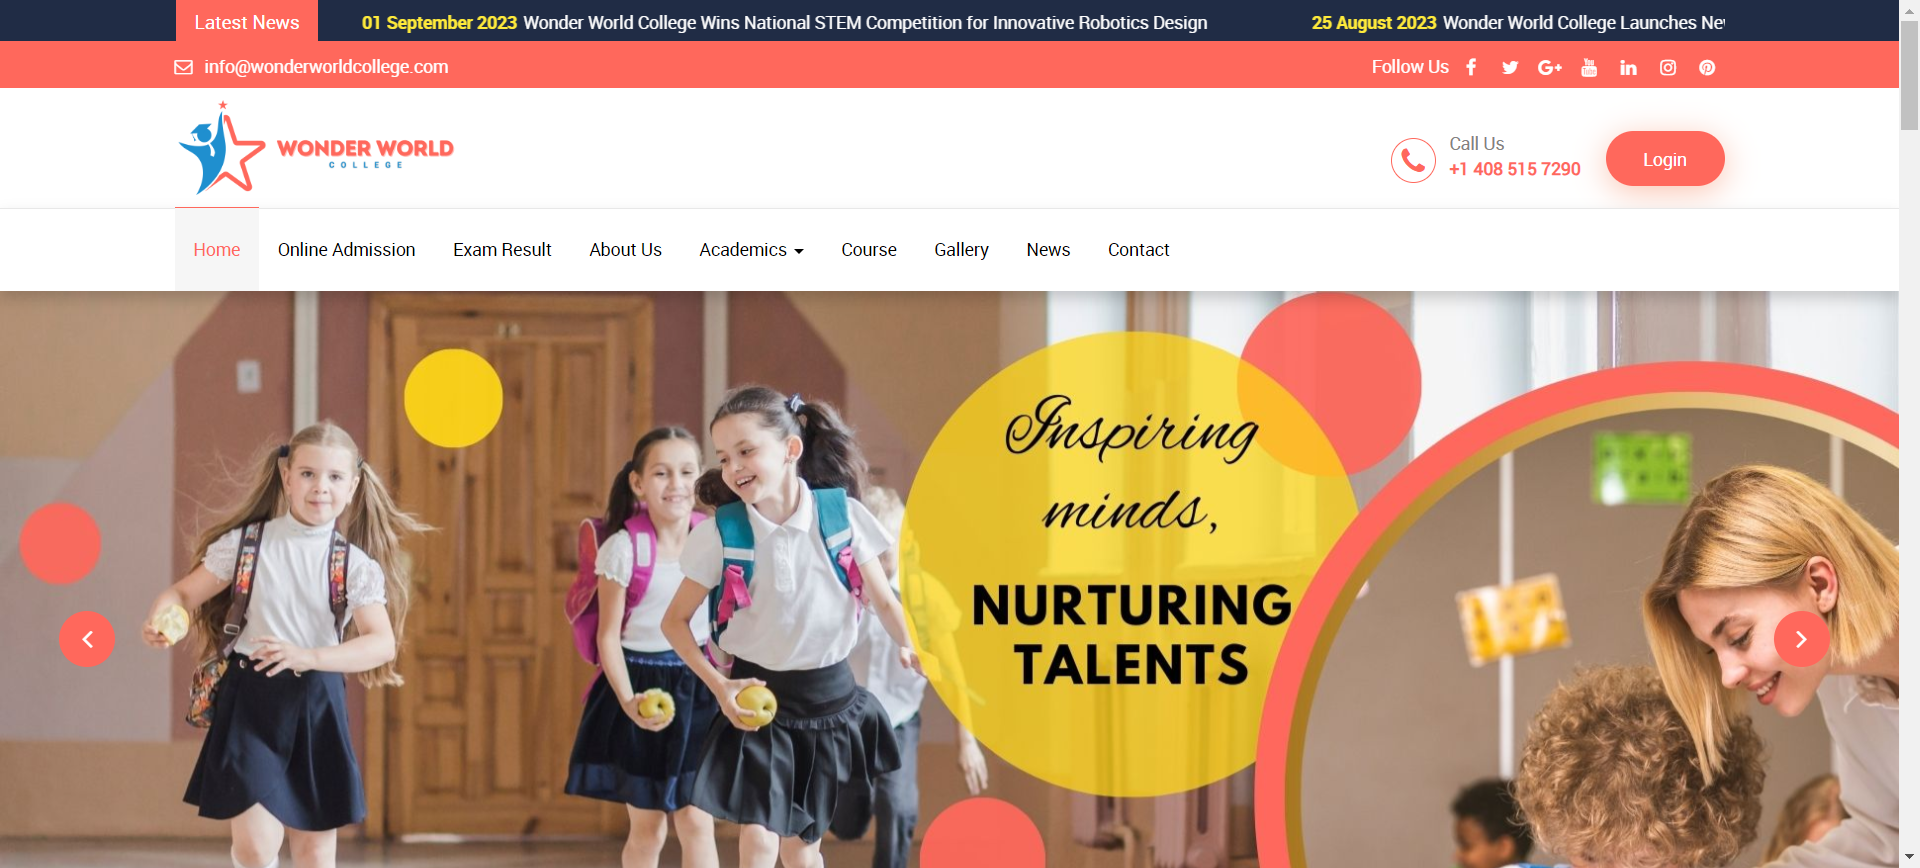 Latest News
01 September 2023 Wonder World College Wins National STEM Competition for Innovative Robotics Design
25 August 2023 Wonder World College Launches
info@wonderworldcollege.com
Follow Us
WONDER WORLD
COLLEGE
Call Us
+1 408 515 7290
Login
Home
Online Admission
Exam Result
About Us
Academics
Course
Gallery
News
Contact
Inspiring
minds,
NURTURING
TALENTS